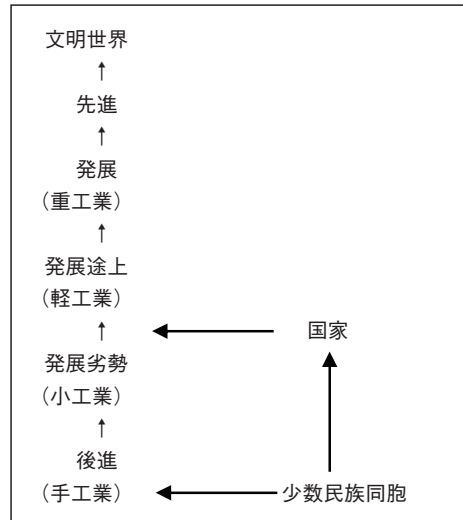 文明世界
↑
先進
↑
発展
（重工業）
↑
発展途上
（軽工業）
↑
国家
発展劣勢
（小工業）
↑
後進
（手工業）
少数民族同胞